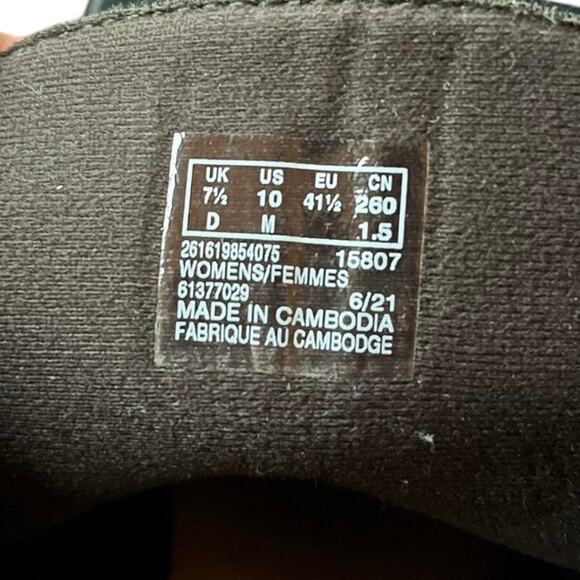 UK US EU CN
7½ 10 41½ 260
D M 1.5
261619854075 15807
WOMENS/FEMMES
61377029 6/21
MADE IN CAMBODIA
FABRIQUE AU CAMBODGE